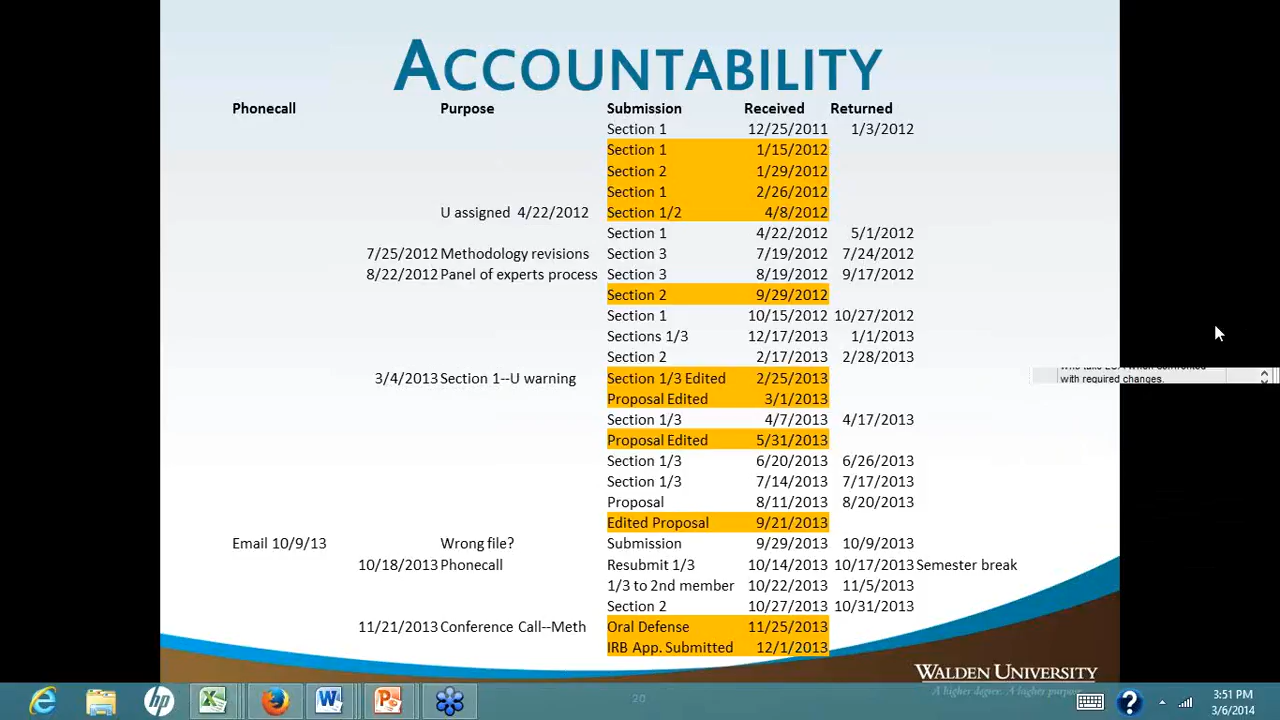 ACCOUNTABILITY
Phonecall Purpose Submission Received Returned
Section 1 12/25/2011 1/3/2012
Section 1 1/15/2012
Section 2 1/29/2012
Section 1 2/26/2012
U assigned 4/22/2012 Section 1/2 4/8/2012
Section 1 4/22/2012 5/1/2012
7/25/2012 Methodology revisions Section 3 7/19/2012 7/24/2012
8/22/2012 Panel of experts process Section 3 8/19/2012 9/17/2012
Section 2 9/29/2012
Section 1 10/15/2012 10/27/2012
Sections 1/3 12/17/2013 1/1/2013
Section 2 2/17/2013 2/28/2013
with required changes.
3/4/2013 Section 1--U warning Section 1/3 Edited 2/25/2013
Proposal Edited 3/1/2013
Section 1/3 4/7/2013 4/17/2013
Proposal Edited 5/31/2013
Section 1/3 6/20/2013 6/26/2013
Section 1/3 7/14/2013 7/17/2013
Proposal 8/11/2013 8/20/2013
Edited Proposal 9/21/2013
Email 10/9/13 Wrong file? Submission 9/29/2013 10/9/2013
10/18/2013 Phonecall Resubmit 1/3 10/14/2013 10/17/2013 Semester break
1/3 to 2nd member 10/22/2013 11/5/2013
Section 2 10/27/2013 10/31/2013
11/21/2013 Conference Call--Meth Oral Defense 11/25/2013
IRB App. Submitted 12/1/2013
WALDEN UNIVERSITY
A higher degree. A higher purpose.
20
3:51 PM
3/6/2014